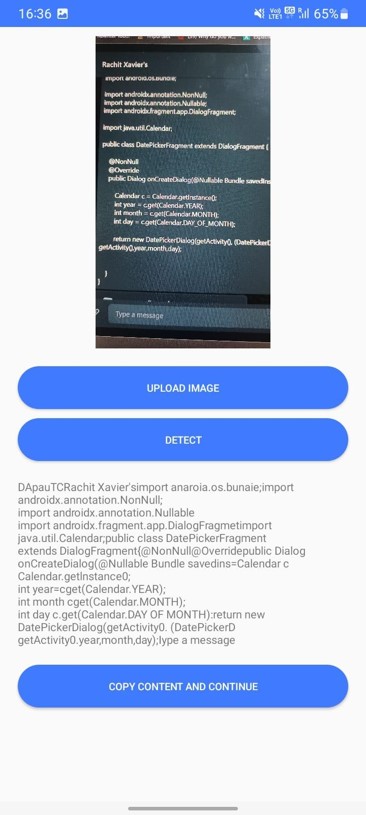 16:36
Vo))
LTE1
5G
R
65%
Rachit Xavier's
import android.os.Bundle;
import androidx.annotation.NonNull;
import androidx.annotation.Nullable;
import androidx.fragment.app.DialogFragment;
import java.util.Calendar;
public class DatePickerFragment extends DialogFragment {
@NonNull
@Override
public Dialog onCreateDialog(@Nullable Bundle savedIns
Calendar c = Calendar.getInstance();
int year = c.get(Calendar.YEAR);
int month = c.get(Calendar.MONTH);
int day = c.get(Calendar.DAY_OF_MONTH);
return new DatePickerDialog(getActivity(), (DatePickerD
getActivity(),year,month,day);
}
}
Type a message
UPLOAD IMAGE
DETECT
DApauTCRachit Xavier'simport anaroia.os.bunaie;import
androidx.annotation.NonNull;
import androidx.annotation.Nullable
import androidx.fragment.app.DialogFragmetimport
java.util.Calendar;public class DatePickerFragment
extends DialogFragment{@NonNull@Overridepublic Dialog
onCreateDialog(@Nullable Bundle savedins=Calendar c
Calendar.getInstance0;
int year=cget(Calendar.YEAR);
int month cget(Calendar.MONTH);
int day c.get(Calendar.DAY OF MONTH):return new
DatePickerDialog(getActivity0. (DatePickerD
getActivity0.year,month,day);lype a message
COPY CONTENT AND CONTINUE